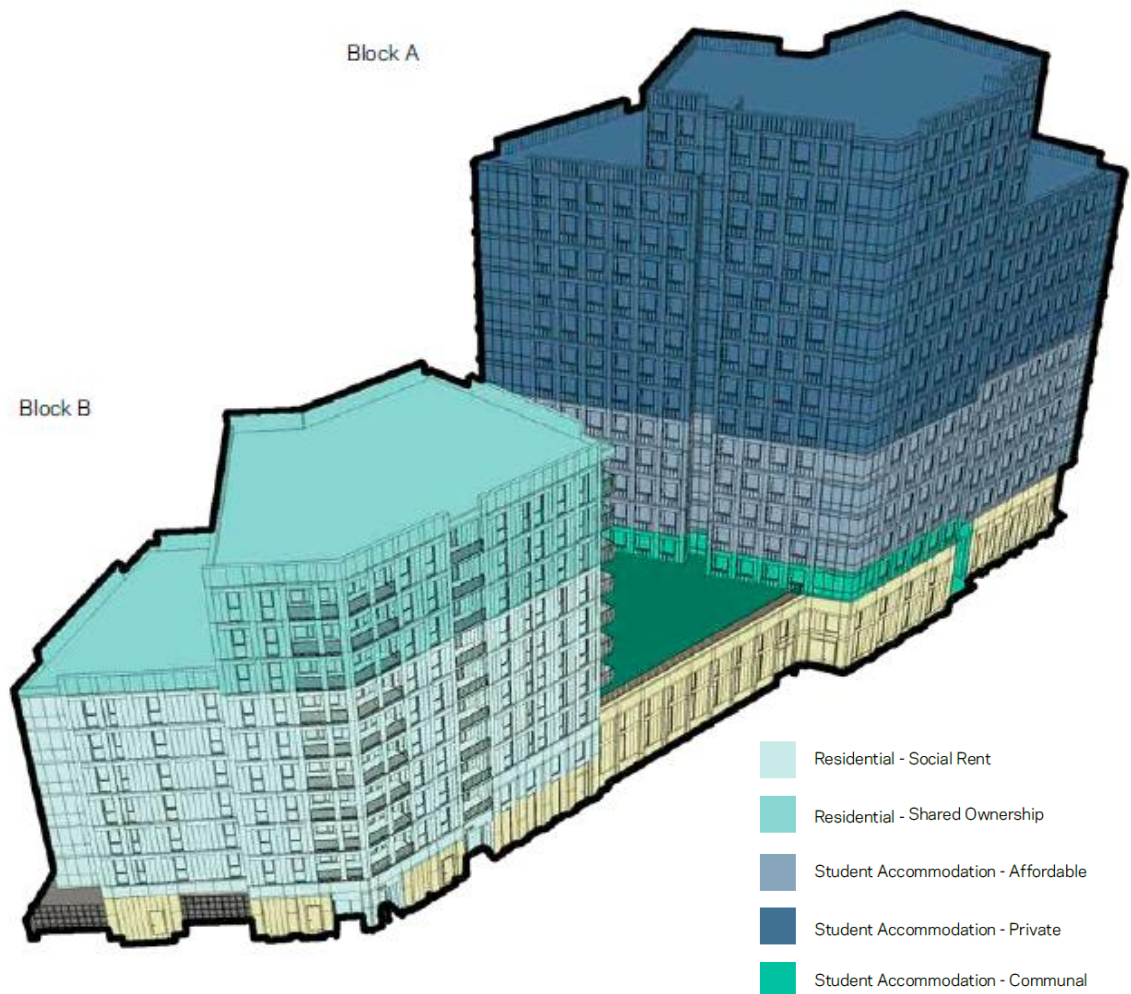 Block A
Block B
Residential - Social Rent
Residential - Shared Ownership
Student Accommodation - Affordable
Student Accommodation - Private
Student Accommodation - Communal